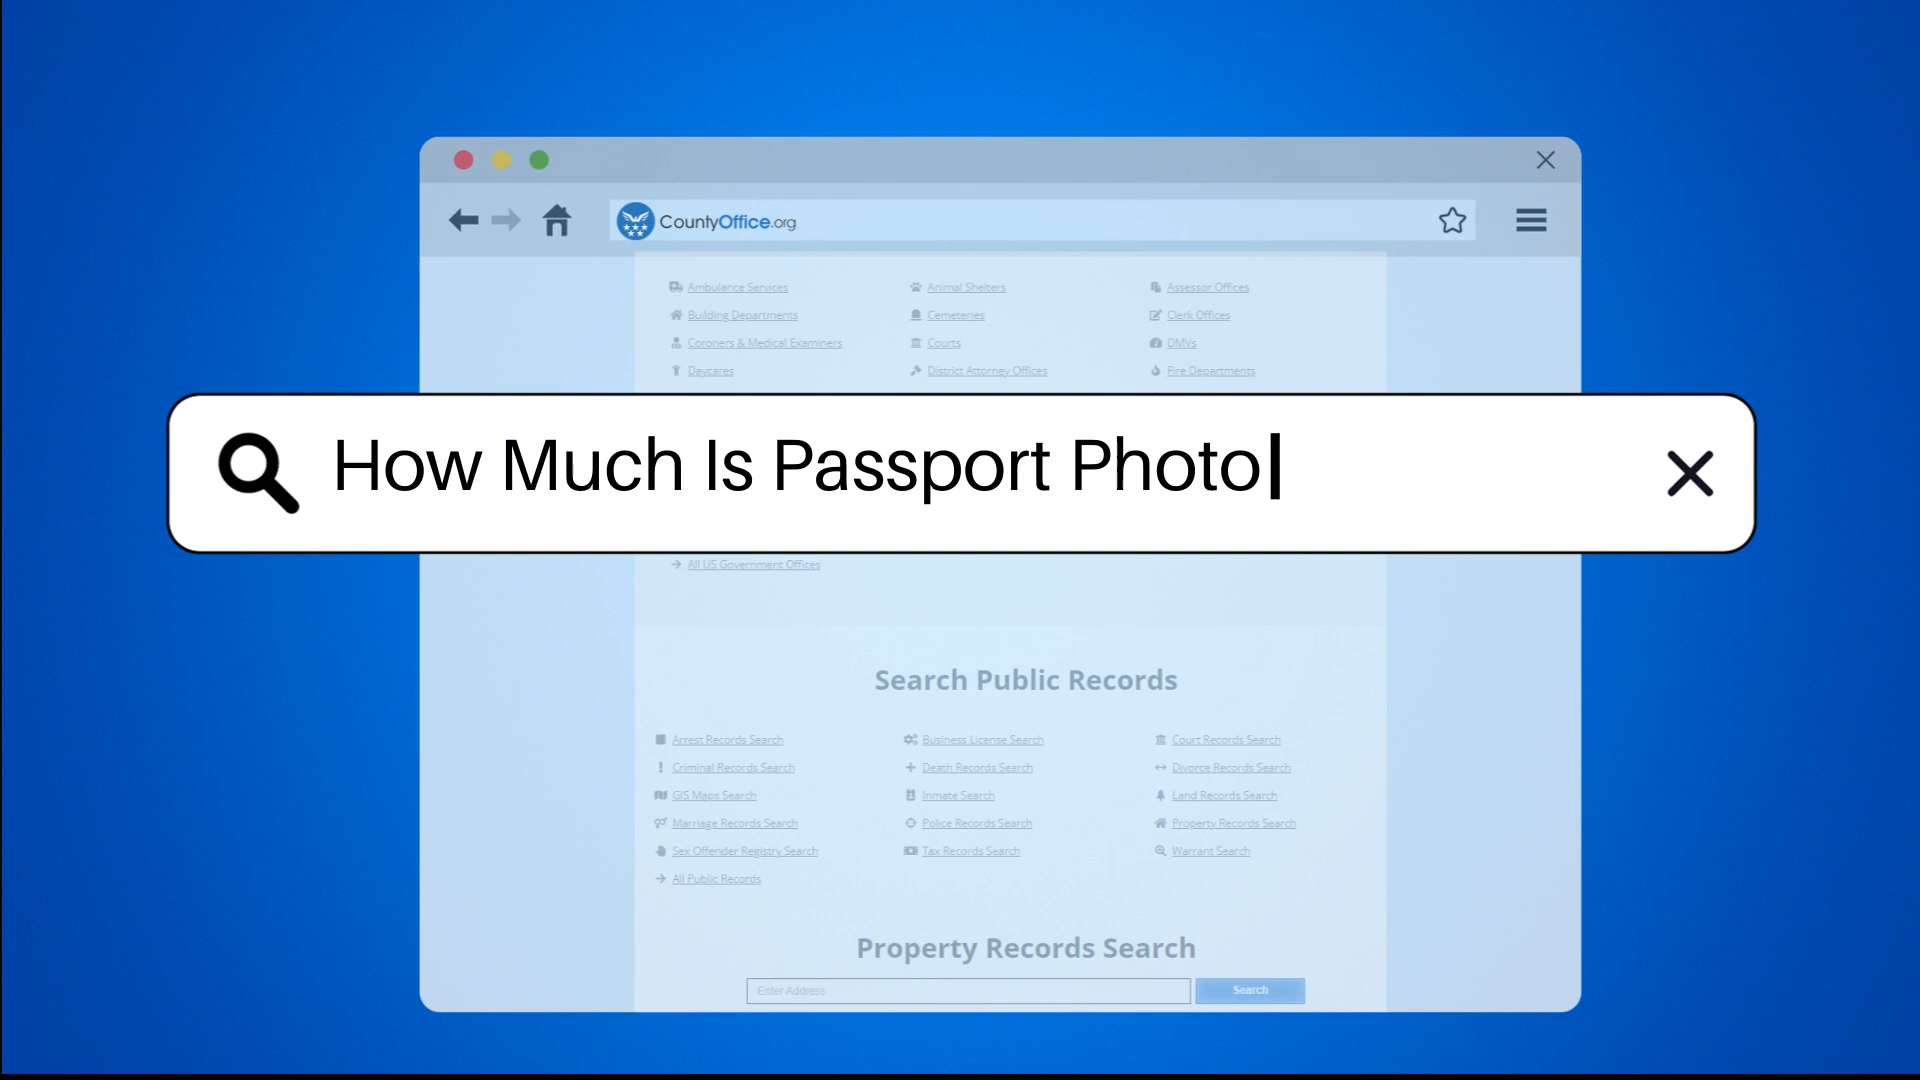 CountyOffice.org
Ambulance Services Animal Shelters Assessor Offices
Building Departments Cemeteries Clerk Offices
Coroners & Medical Examiners Courts DMVs
Daycares District Attorney Offices Fire Departments
How Much Is Passport Photo
All US Government Offices
Search Public Records
Arrest Records Search Business License Search Court Records Search
Criminal Records Search Death Records Search Divorce Records Search
GIS Maps Search Inmate Search Land Records Search
Marriage Records Search Police Records Search Property Records Search
Sex Offender Registry Search Tax Records Search Warrant Search
All Public Records
Property Records Search
Enter Address Search